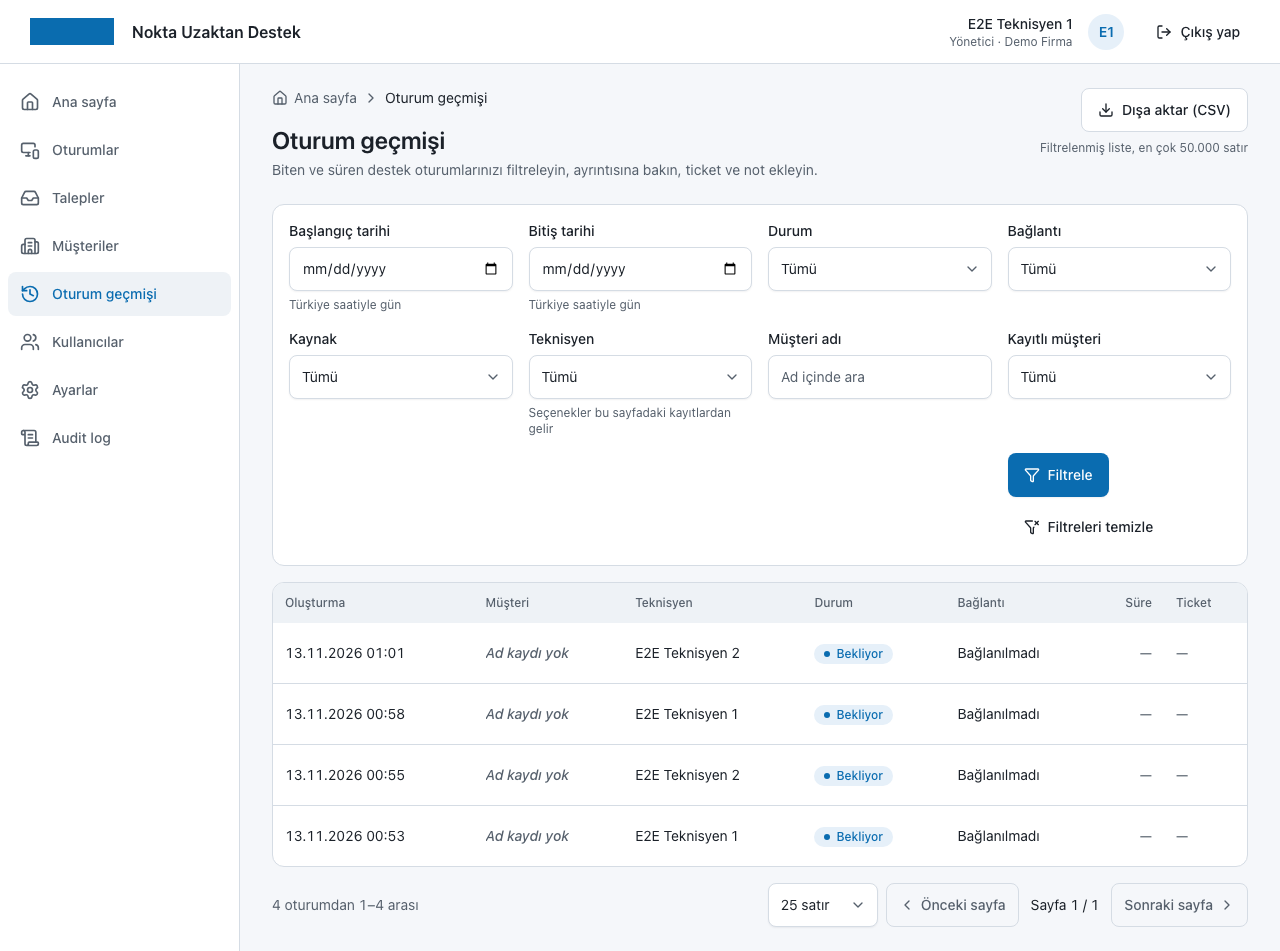 Nokta Uzaktan Destek
E2E Teknisyen 1
Yönetici · Demo Firma
E1
Çıkış yap
Ana sayfa
Oturumlar
Talepler
Müşteriler
Oturum geçmişi
Kullanıcılar
Ayarlar
Audit log
Ana sayfa > Oturum geçmişi
Oturum geçmişi
Biten ve süren destek oturumlarınızı filtreleyin, ayrıntısına bakın, ticket ve not ekleyin.
Dışa aktar (CSV)
Filtrelenmiş liste, en çok 50.000 satır
Başlangıç tarihi Bitiş tarihi Durum Bağlantı
mm/dd/yyyy mm/dd/yyyy Tümü Tümü
Türkiye saatiyle gün Türkiye saatiyle gün
Kaynak Teknisyen Müşteri adı Kayıtlı müşteri
Tümü Tümü Ad içinde ara Tümü
Seçenekler bu sayfadaki kayıtlardan
gelir
Filtrele
Filtreleri temizle
Oluşturma Müşteri Teknisyen Durum Bağlantı Süre Ticket
13.11.2026 01:01 Ad kaydı yok E2E Teknisyen 2 Bekliyor Bağlanılmadı — —
13.11.2026 00:58 Ad kaydı yok E2E Teknisyen 1 Bekliyor Bağlanılmadı — —
13.11.2026 00:55 Ad kaydı yok E2E Teknisyen 2 Bekliyor Bağlanılmadı — —
13.11.2026 00:53 Ad kaydı yok E2E Teknisyen 1 Bekliyor Bağlanılmadı — —
4 oturumdan 1–4 arası 25 satır Önceki sayfa Sayfa 1 / 1 Sonraki sayfa